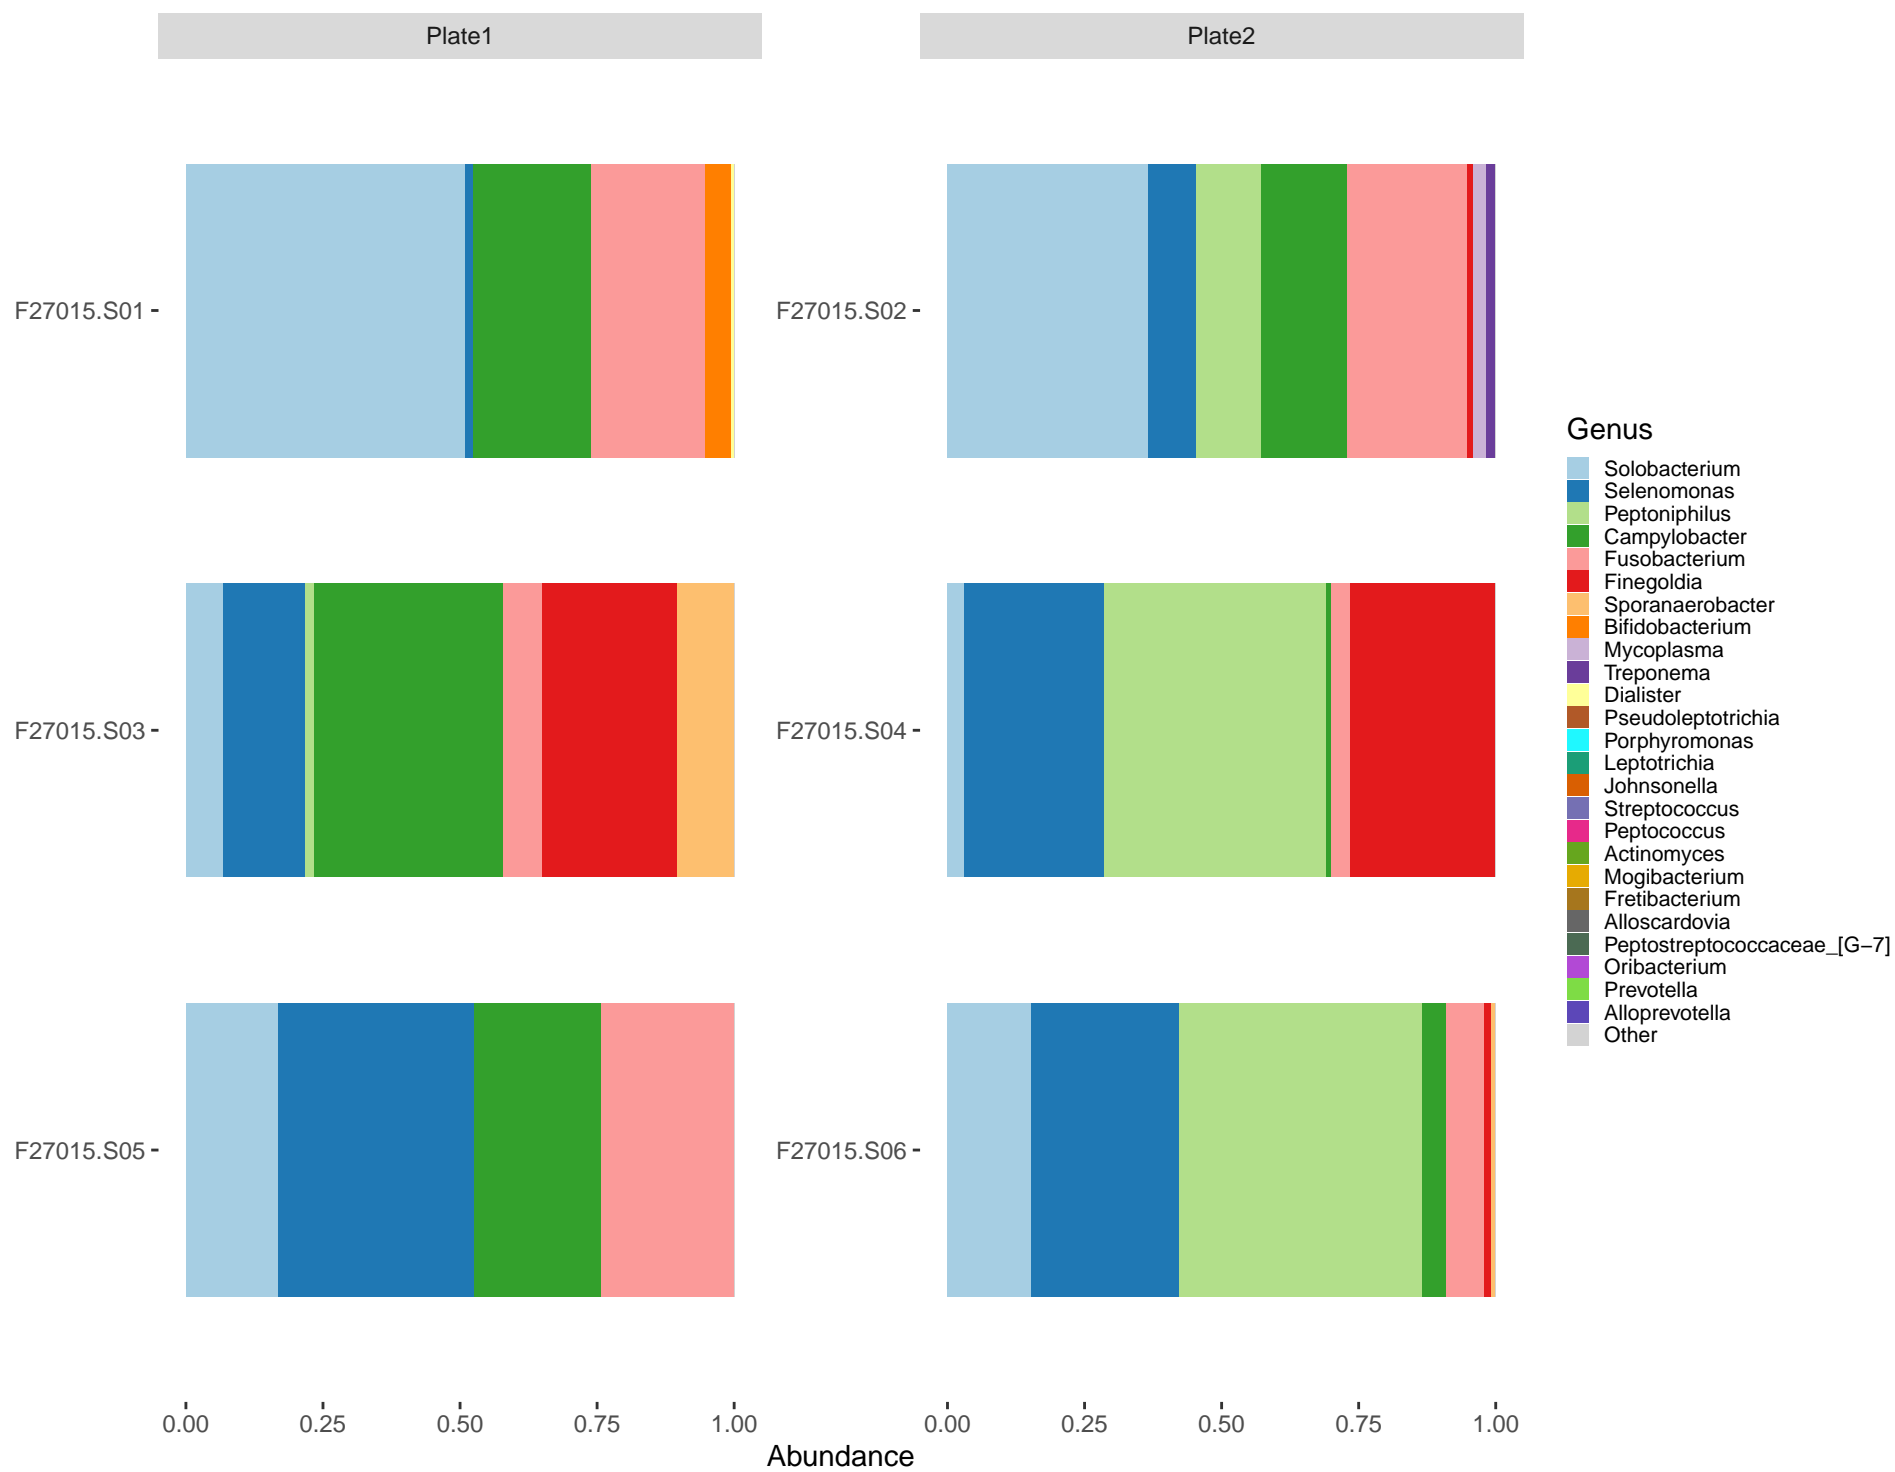 Plate1
Plate2
F27015.S01
F27015.S02
F27015.S03
F27015.S04
F27015.S05
F27015.S06
0.00 0.25 0.50 0.75 1.00
0.00 0.25 0.50 0.75 1.00
Abundance
Genus
Solobacterium
Selenomonas
Peptoniphilus
Campylobacter
Fusobacterium
Finegoldia
Sporanaerobacter
Bifidobacterium
Mycoplasma
Treponema
Dialister
Pseudoleptotrichia
Porphyromonas
Leptotrichia
Johnsonella
Streptococcus
Peptococcus
Actinomyces
Mogibacterium
Fretibacterium
Alloscardovia
Peptostreptococcaceae_[G−7]
Oribacterium
Prevotella
Alloprevotella
Other